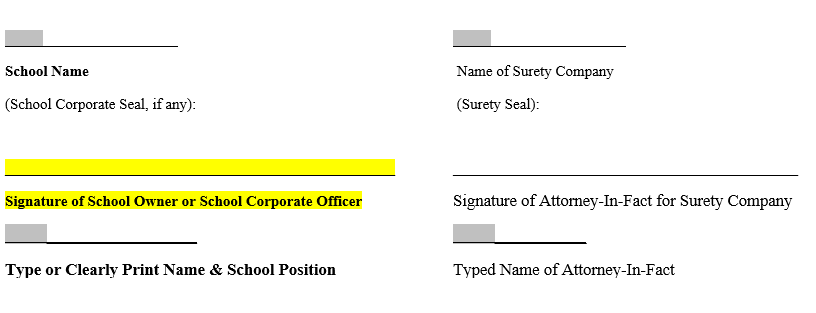 School Name
Name of Surety Company
(School Corporate Seal, if any):
(Surety Seal):
Signature of School Owner or School Corporate Officer
Signature of Attorney-In-Fact for Surety Company
Type or Clearly Print Name & School Position
Typed Name of Attorney-In-Fact